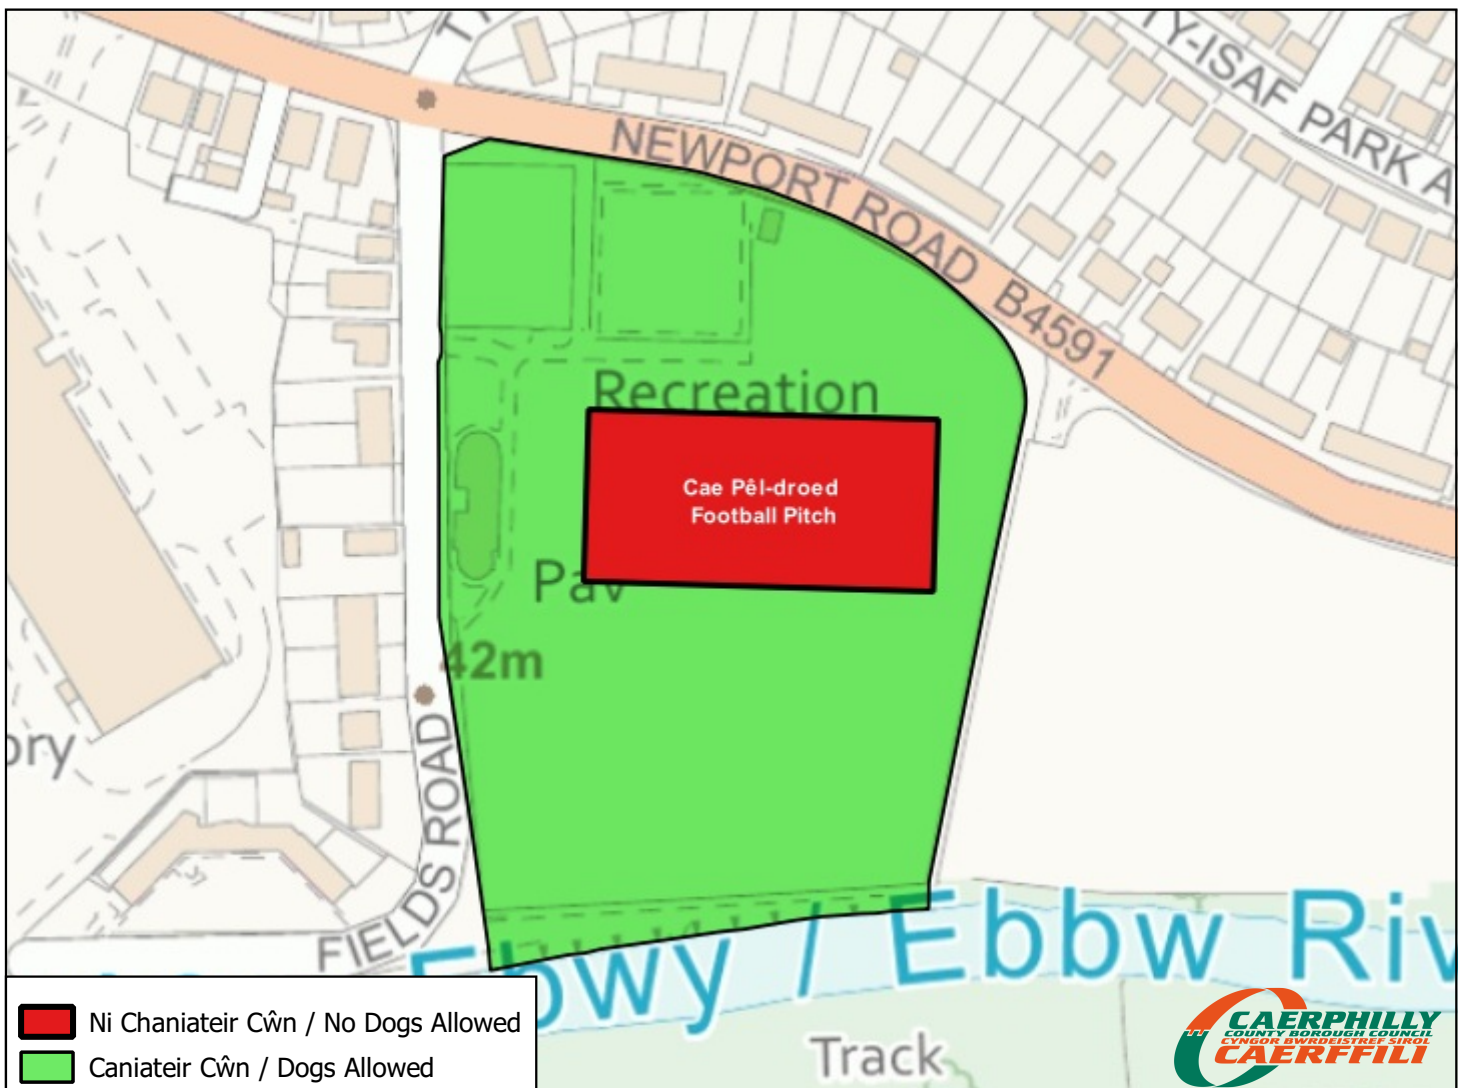 TY-ISAF PARK A
NEWPORT ROAD B4591
Recreation
Cae Pêl-droed
Football Pitch
Pav
42m
ory
FIELDS ROAD
Ebwy / Ebbw Riv
Track
Ni Chaniateir Cŵn / No Dogs Allowed
Caniateir Cŵn / Dogs Allowed
CAERPHILLY
COUNTY BOROUGH COUNCIL
CYNGOR BWRDEISTREF SIROL
CAERFFILI